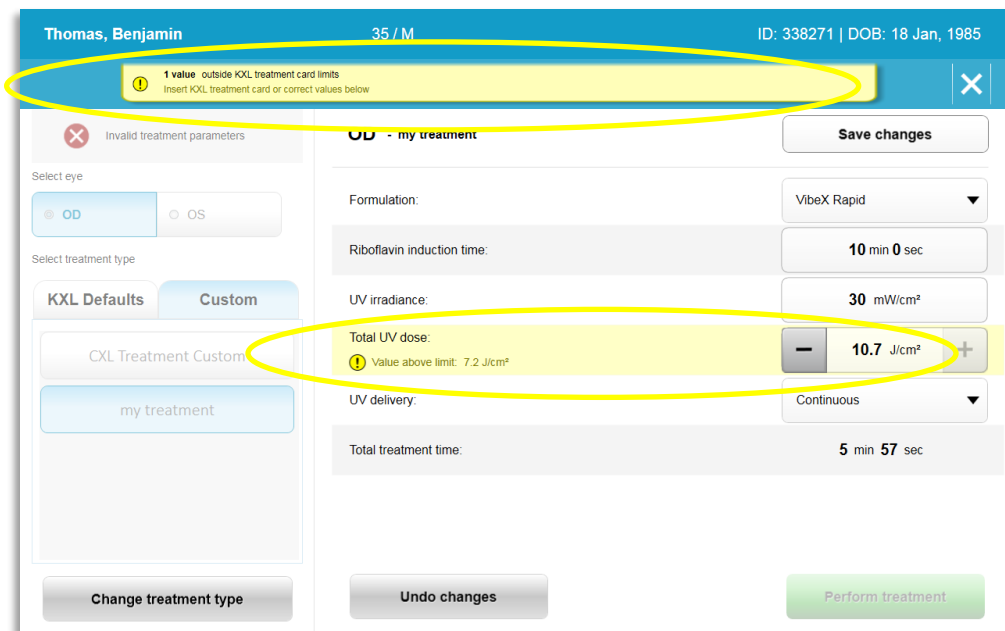 Thomas, Benjamin 35 / M ID: 338271 | DOB: 18 Jan, 1985
1 value outside KXL treatment card limits
Insert KXL treatment card or correct values below
Invalid treatment parameters
OD - my treatment
Save changes
Select eye
OD
OS
Select treatment type
KXL Defaults
Custom
CXL Treatment Custom
my treatment
Change treatment type
Formulation: VibeX Rapid
Riboflavin induction time: 10 min 0 sec
UV irradiance: 30 mW/cm²
Total UV dose: 10.7 J/cm²
Value above limit: 7.2 J/cm²
UV delivery: Continuous
Total treatment time: 5 min 57 sec
Undo changes
Perform treatment